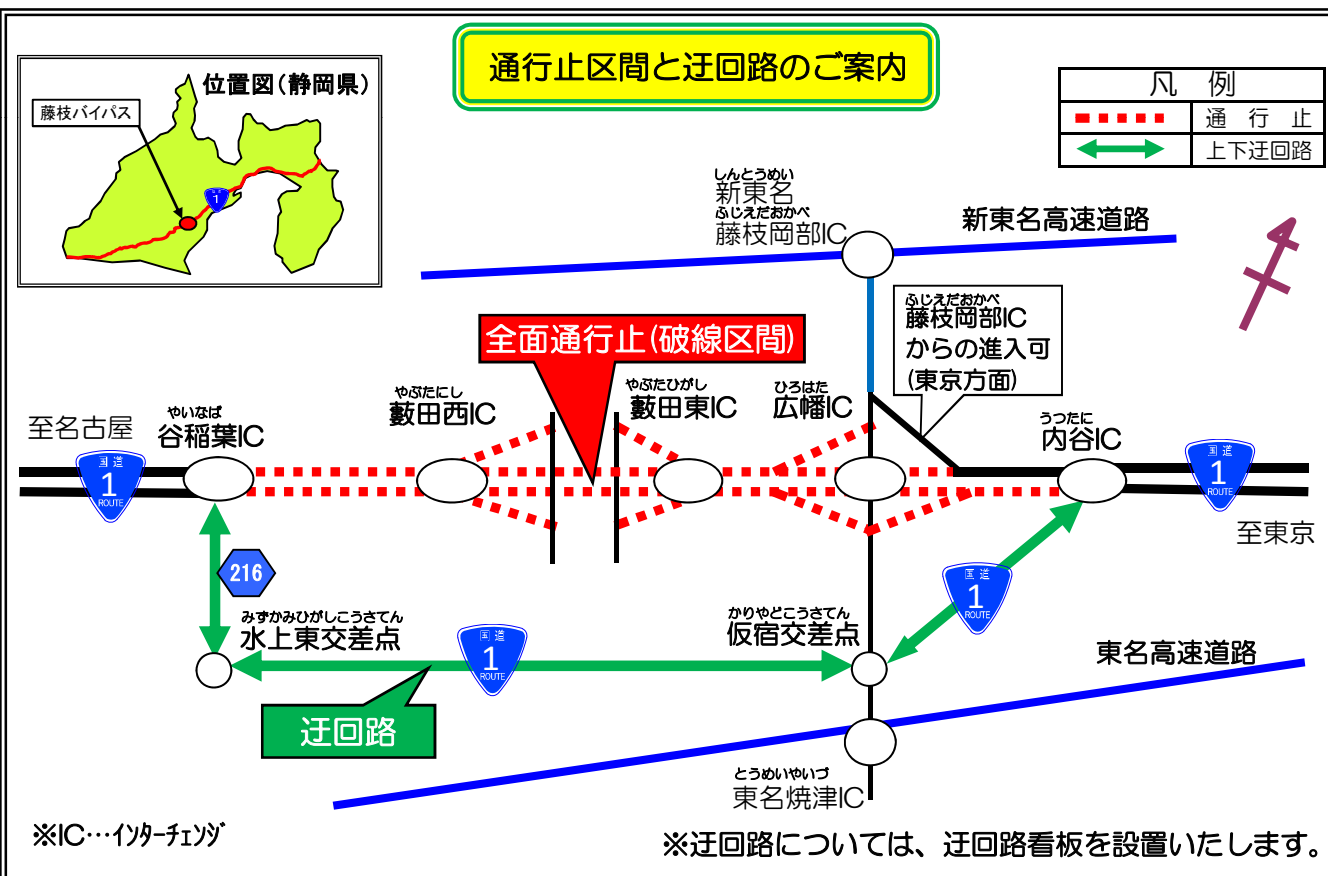 通行止区間と迂回路のご案内
位置図(静岡県)
藤枝バイパス
1
凡 例
通 行 止
上下迂回路
しんとうめい
新東名
ふじえだおかべ
藤枝岡部IC
新東名高速道路
ふじえだおかべ
藤枝岡部IC
からの進入可
(東京方面)
全面通行止(破線区間)
やぶたにし
藪田西IC
やぶたひがし
藪田東IC
ひろはた
広幡IC
至名古屋
やいなば
谷稲葉IC
うつたに
内谷IC
国道
1
ROUTE
国道
1
ROUTE
至東京
216
みずかみひがしこうさてん
水上東交差点
国道
1
ROUTE
かりやどこうさてん
仮宿交差点
国道
1
ROUTE
東名高速道路
迂回路
とうめいやいづ
東名焼津IC
※IC…インターチェンジ
※迂回路については、迂回路看板を設置いたします。